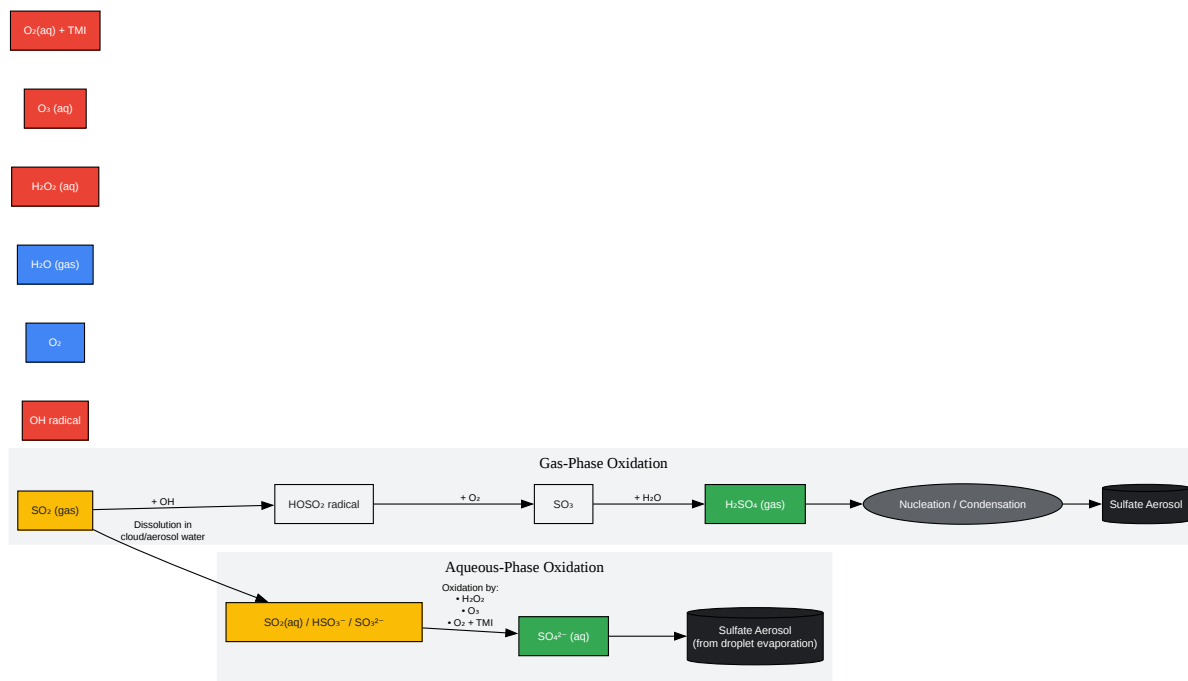 O₂(aq) + TMI
O₃ (aq)
H₂O₂ (aq)
H₂O (gas)
O₂
OH radical
Gas-Phase Oxidation
SO₂ (gas)
+ OH
HOSO₂ radical
+ O₂
SO₃
+ H₂O
H₂SO₄ (gas)
Nucleation / Condensation
Sulfate Aerosol
Dissolution in
cloud/aerosol water
Aqueous-Phase Oxidation
SO₂(aq) / HSO₃⁻ / SO₃²⁻
Oxidation by:
• H₂O₂
• O₃
• O₂ + TMI
SO₄²⁻ (aq)
Sulfate Aerosol
(from droplet evaporation)